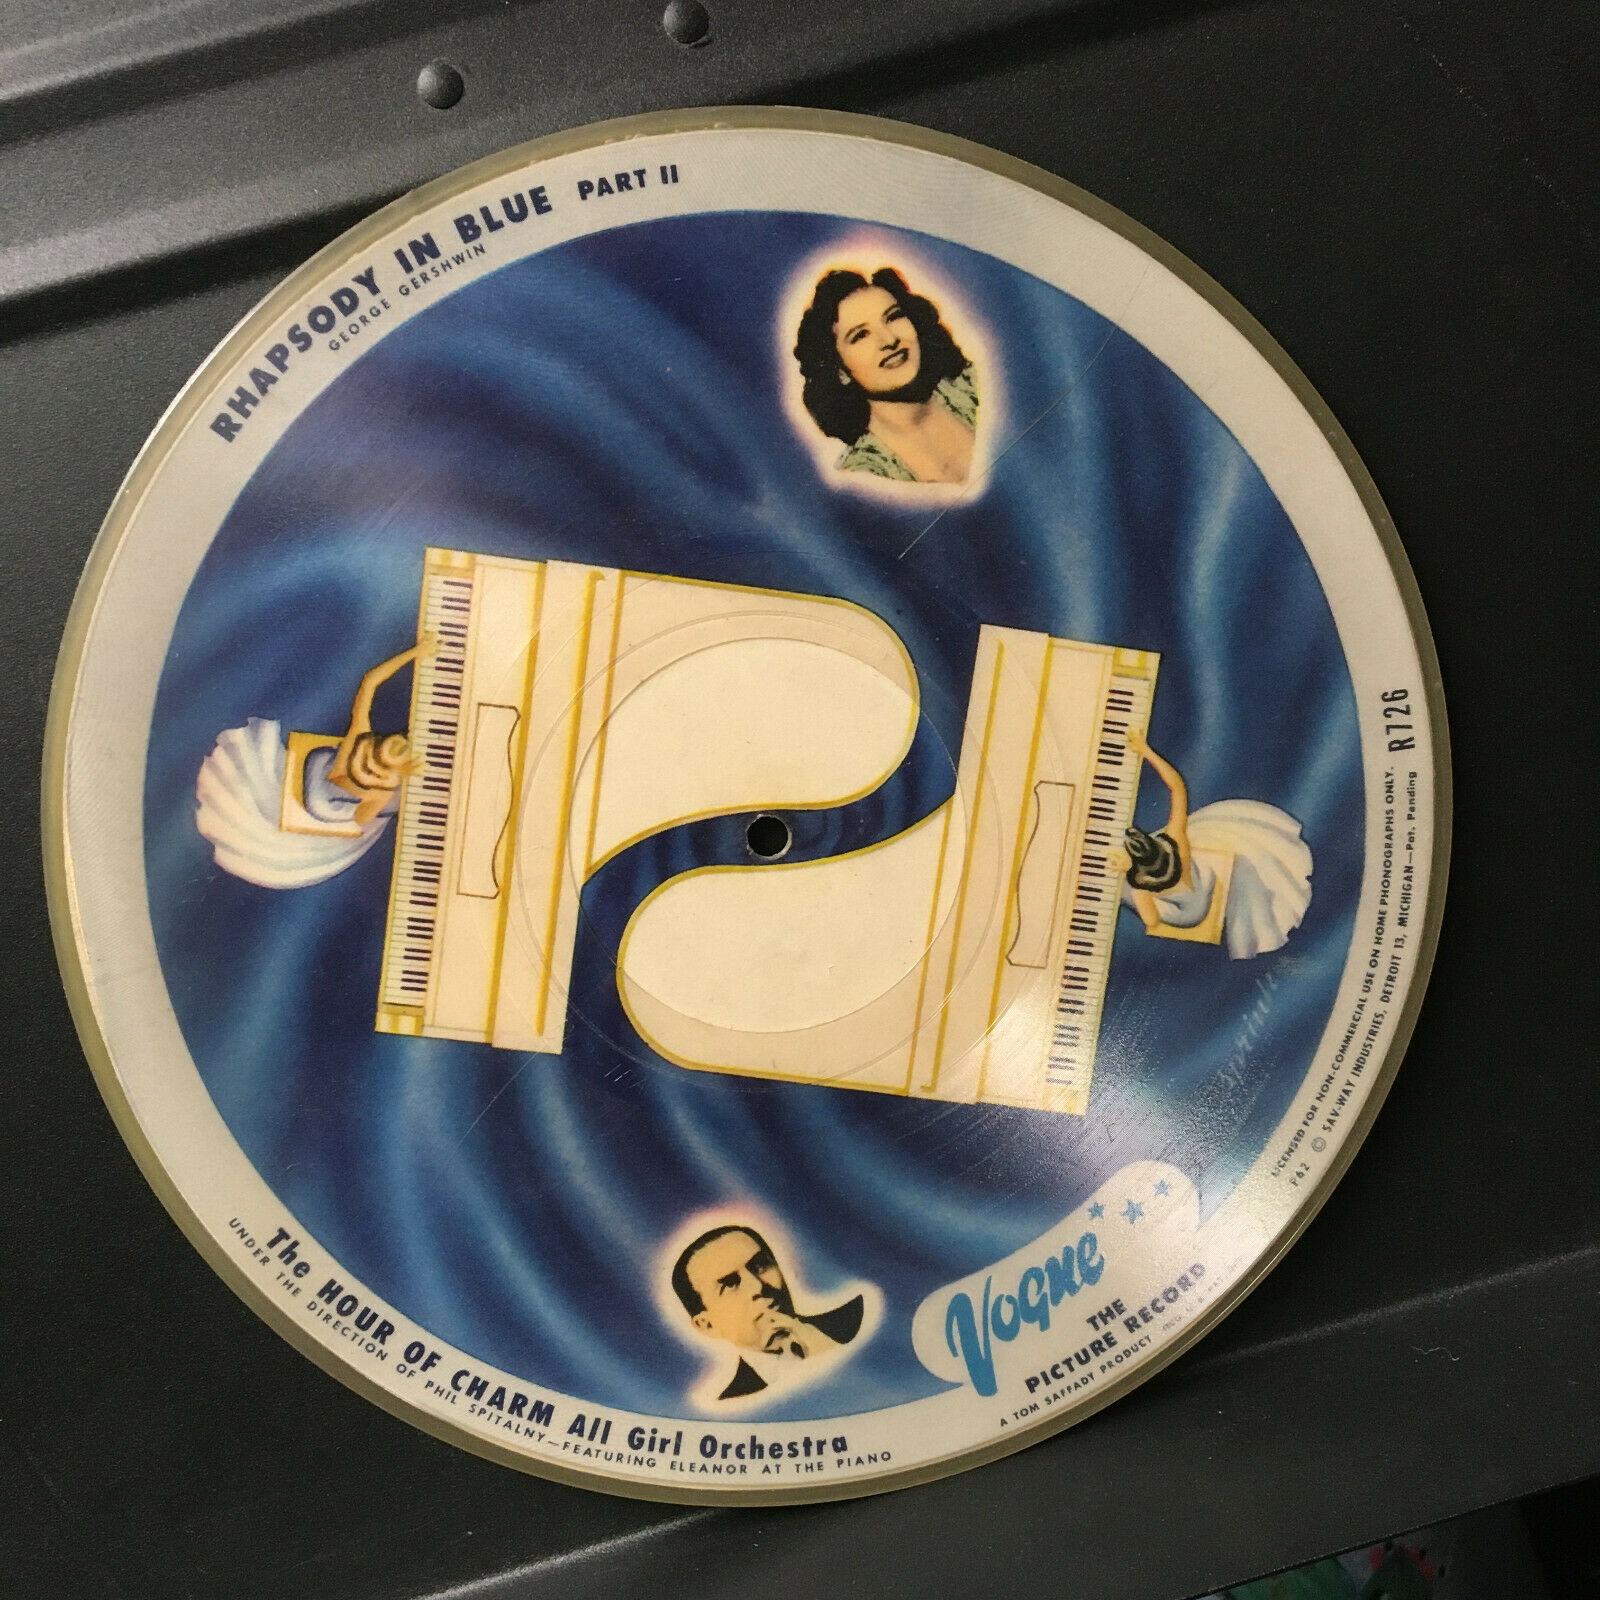 RHAPSODY IN BLUE PART II
GEORGE GERSHWIN
R726
LICENSED FOR NON-COMMERCIAL USE ON HOME PHONOGRAPHS ONLY.
P62 © SAV-WAY INDUSTRIES, DETROIT 13, MICHIGAN—Pat. Pending
VOGUE
THE
PICTURE RECORD
A TOM SAFFADY PRODUCT
The HOUR OF CHARM All Girl Orchestra
UNDER THE DIRECTION OF PHIL SPITALNY—FEATURING ELEANOR AT THE PIANO